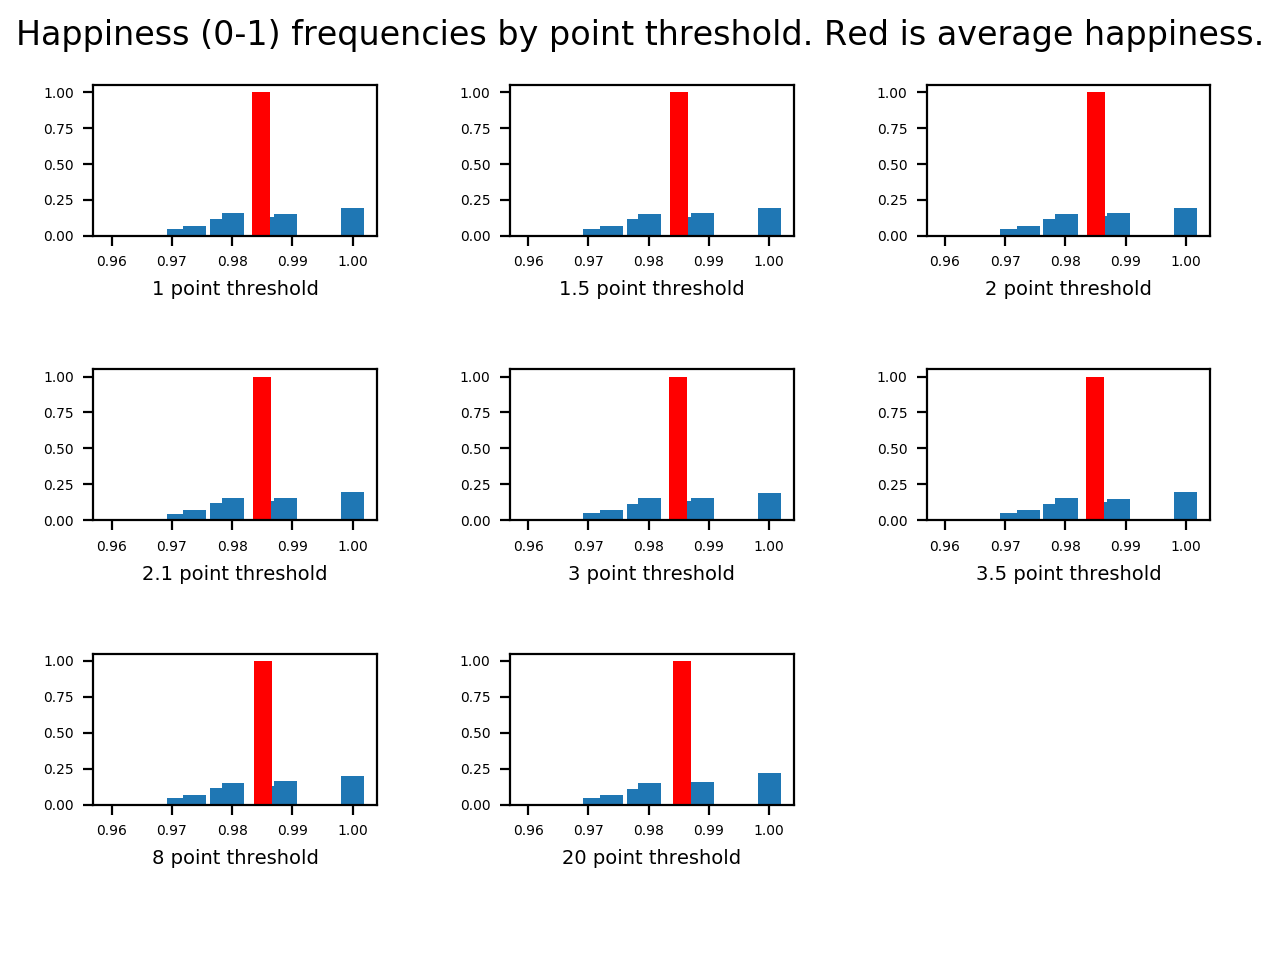 Happiness (0-1) frequencies by point threshold. Red is average happiness.
1.00 1.00 1.00
0.75 0.75 0.75
0.50 0.50 0.50
0.25 0.25 0.25
0.00 0.00 0.00
0.96 0.97 0.98 0.99 1.00 0.96 0.97 0.98 0.99 1.00 0.96 0.97 0.98 0.99 1.00
1 point threshold 1.5 point threshold 2 point threshold
1.00 1.00 1.00
0.75 0.75 0.75
0.50 0.50 0.50
0.25 0.25 0.25
0.00 0.00 0.00
0.96 0.97 0.98 0.99 1.00 0.96 0.97 0.98 0.99 1.00 0.96 0.97 0.98 0.99 1.00
2.1 point threshold 3 point threshold 3.5 point threshold
1.00 1.00
0.75 0.75
0.50 0.50
0.25 0.25
0.00 0.00
0.96 0.97 0.98 0.99 1.00 0.96 0.97 0.98 0.99 1.00
8 point threshold 20 point threshold